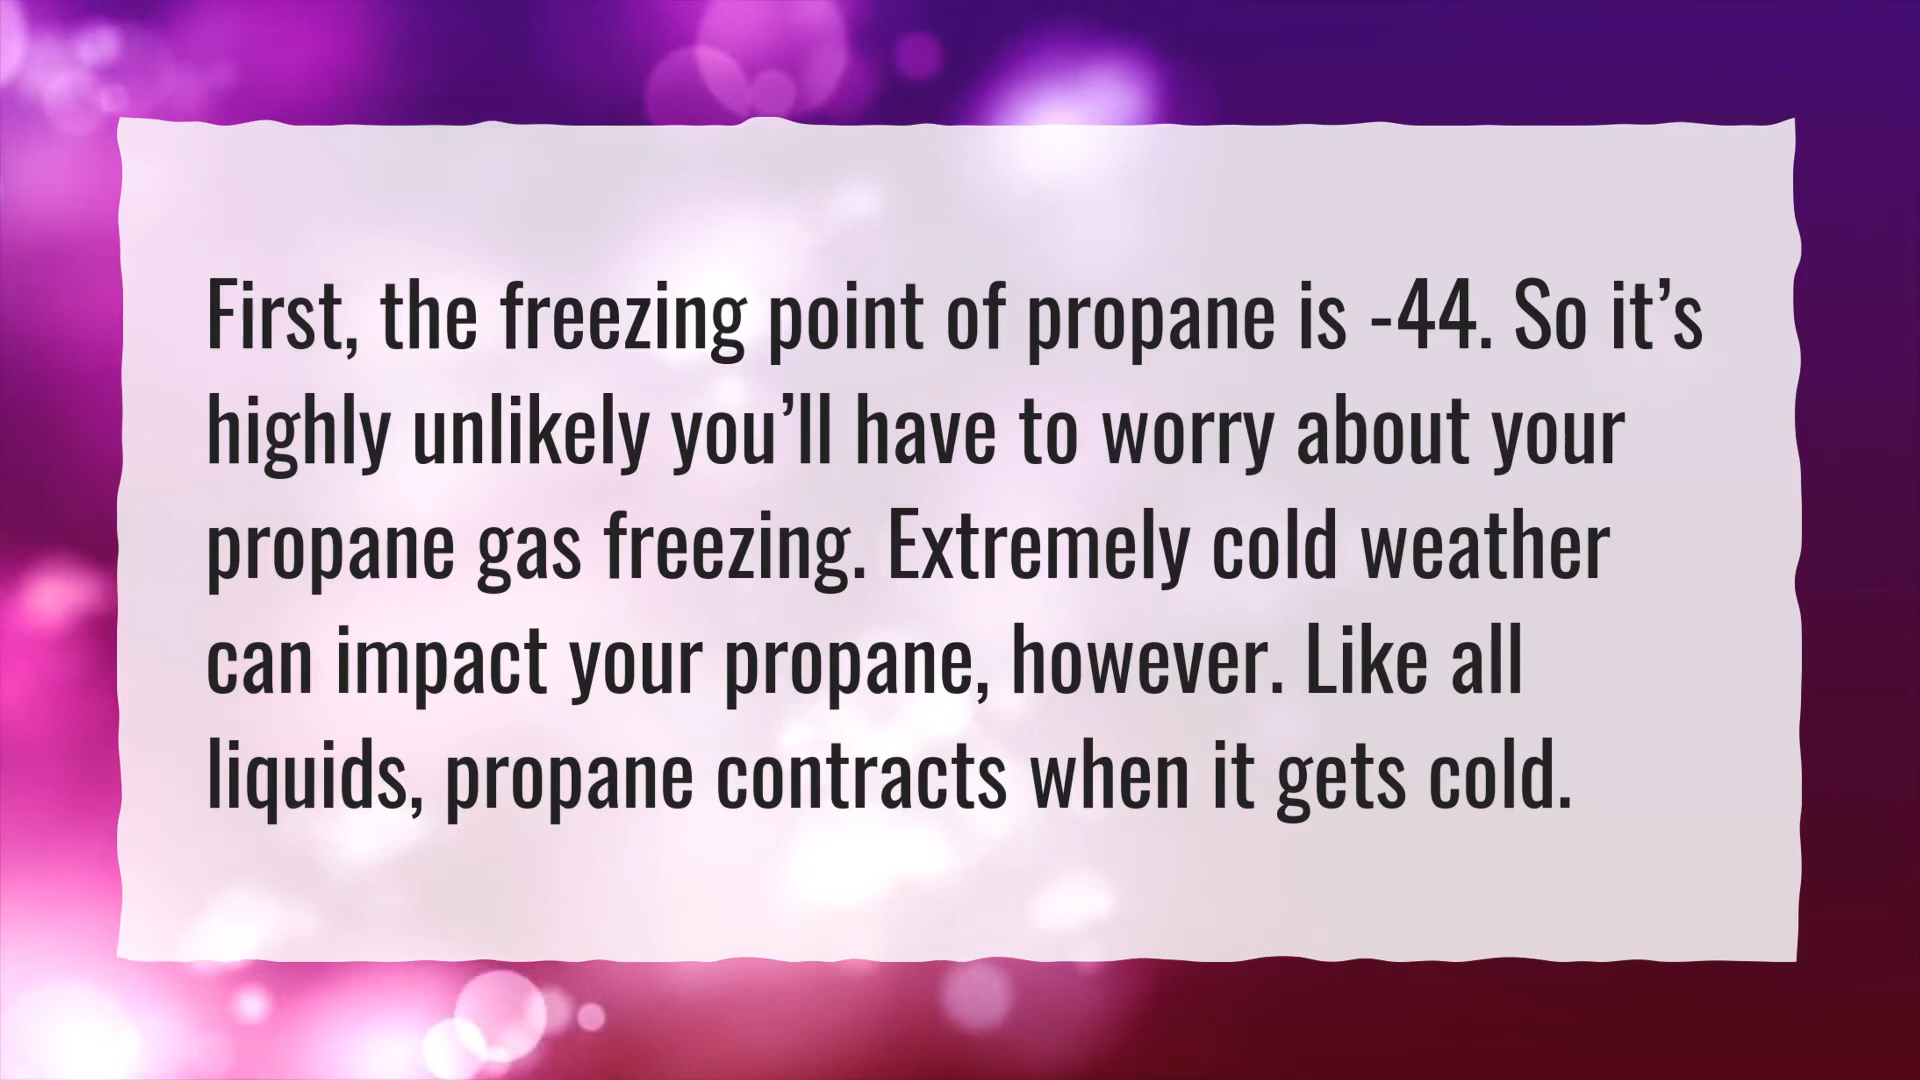 First, the freezing point of propane is -44. So it’s
highly unlikely you’ll have to worry about your
propane gas freezing. Extremely cold weather
can impact your propane, however. Like all
liquids, propane contracts when it gets cold.